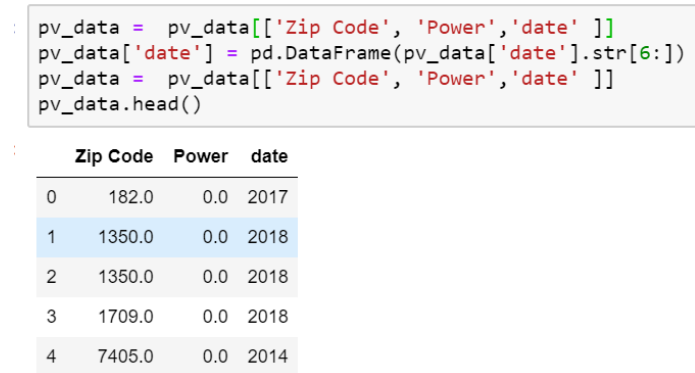 pv_data =  pv_data[['Zip Code', 'Power','date' ]]
pv_data['date'] = pd.DataFrame(pv_data['date'].str[6:])
pv_data =  pv_data[['Zip Code', 'Power','date' ]]
pv_data.head()
Zip Code Power date
0 182.0 0.0 2017
1 1350.0 0.0 2018
2 1350.0 0.0 2018
3 1709.0 0.0 2018
4 7405.0 0.0 2014